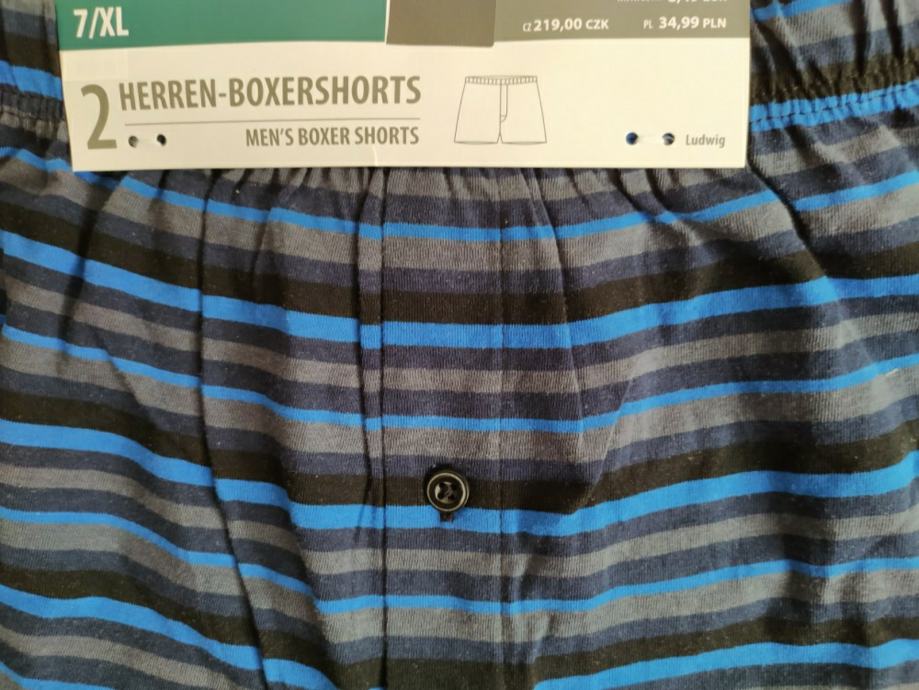 7/XL
CZ 219,00 CZK
PL 34,99 PLN
2 HERREN-BOXERSHORTS
MEN'S BOXER SHORTS
Ludwig